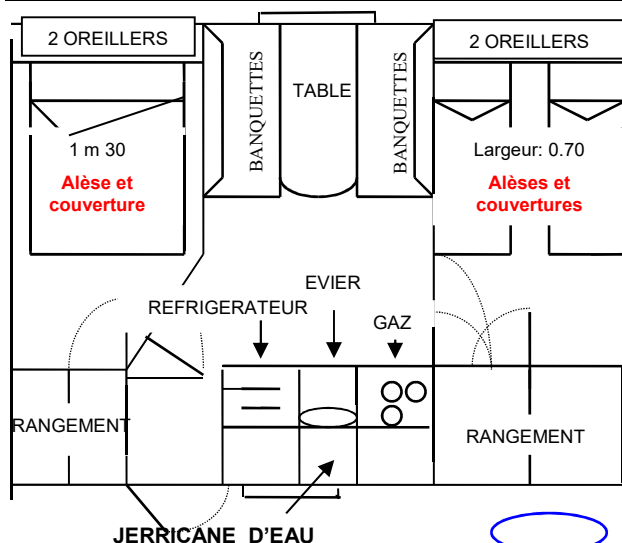 2 OREILLERS
2 OREILLERS
BANQUETTES
TABLE
BANQUETTES
1 m 30
Alèse et
couverture
Largeur: 0.70
Alèses et
couvertures
EVIER
REFRIGERATEUR
GAZ
RANGEMENT
RANGEMENT
JERRICANE D'EAU